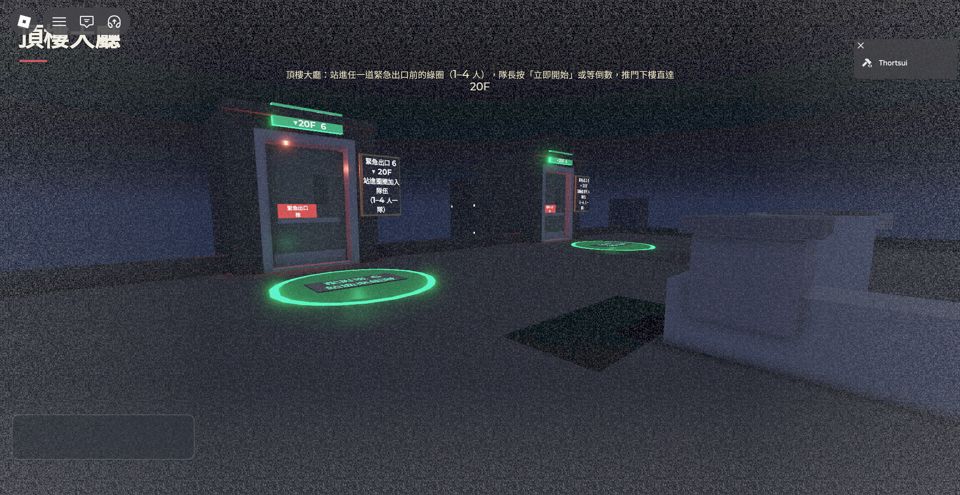 頂樓大廳
Thortsui
頂樓大廳：站進任一道緊急出口前的綠圈（1–4 人），隊長按「立即開始」或等倒數，推門下樓直達
20F
▼20F 6
緊急出口 6
▼ 20F
站進圈圈加入
隊伍
（1–4 人一
隊）
緊急出口